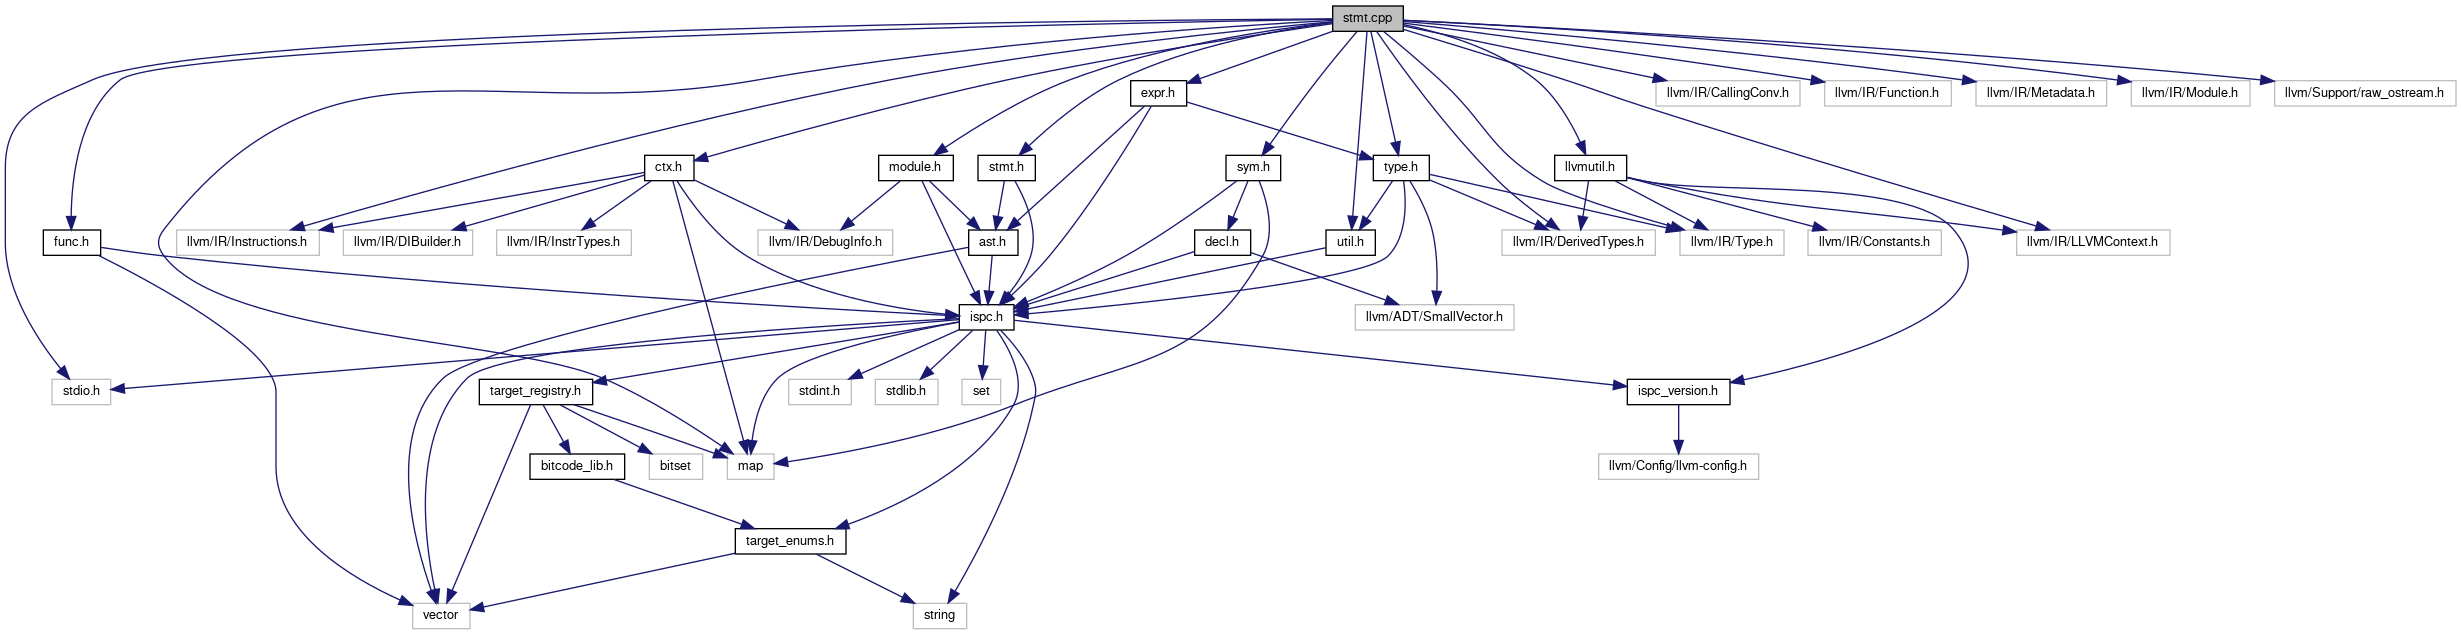 stmt.cpp
expr.h
llvm/IR/CallingConv.h
llvm/IR/Function.h
llvm/IR/Metadata.h
llvm/IR/Module.h
llvm/Support/raw_ostream.h
ctx.h
module.h
stmt.h
sym.h
type.h
llvmutil.h
func.h
llvm/IR/Instructions.h
llvm/IR/DIBuilder.h
llvm/IR/InstrTypes.h
llvm/IR/DebugInfo.h
ast.h
decl.h
util.h
llvm/IR/DerivedTypes.h
llvm/IR/Type.h
llvm/IR/Constants.h
llvm/IR/LLVMContext.h
ispc.h
llvm/ADT/SmallVector.h
stdio.h
target_registry.h
stdint.h
stdlib.h
set
ispc_version.h
bitcode_lib.h
bitset
map
llvm/Config/llvm-config.h
target_enums.h
vector
string